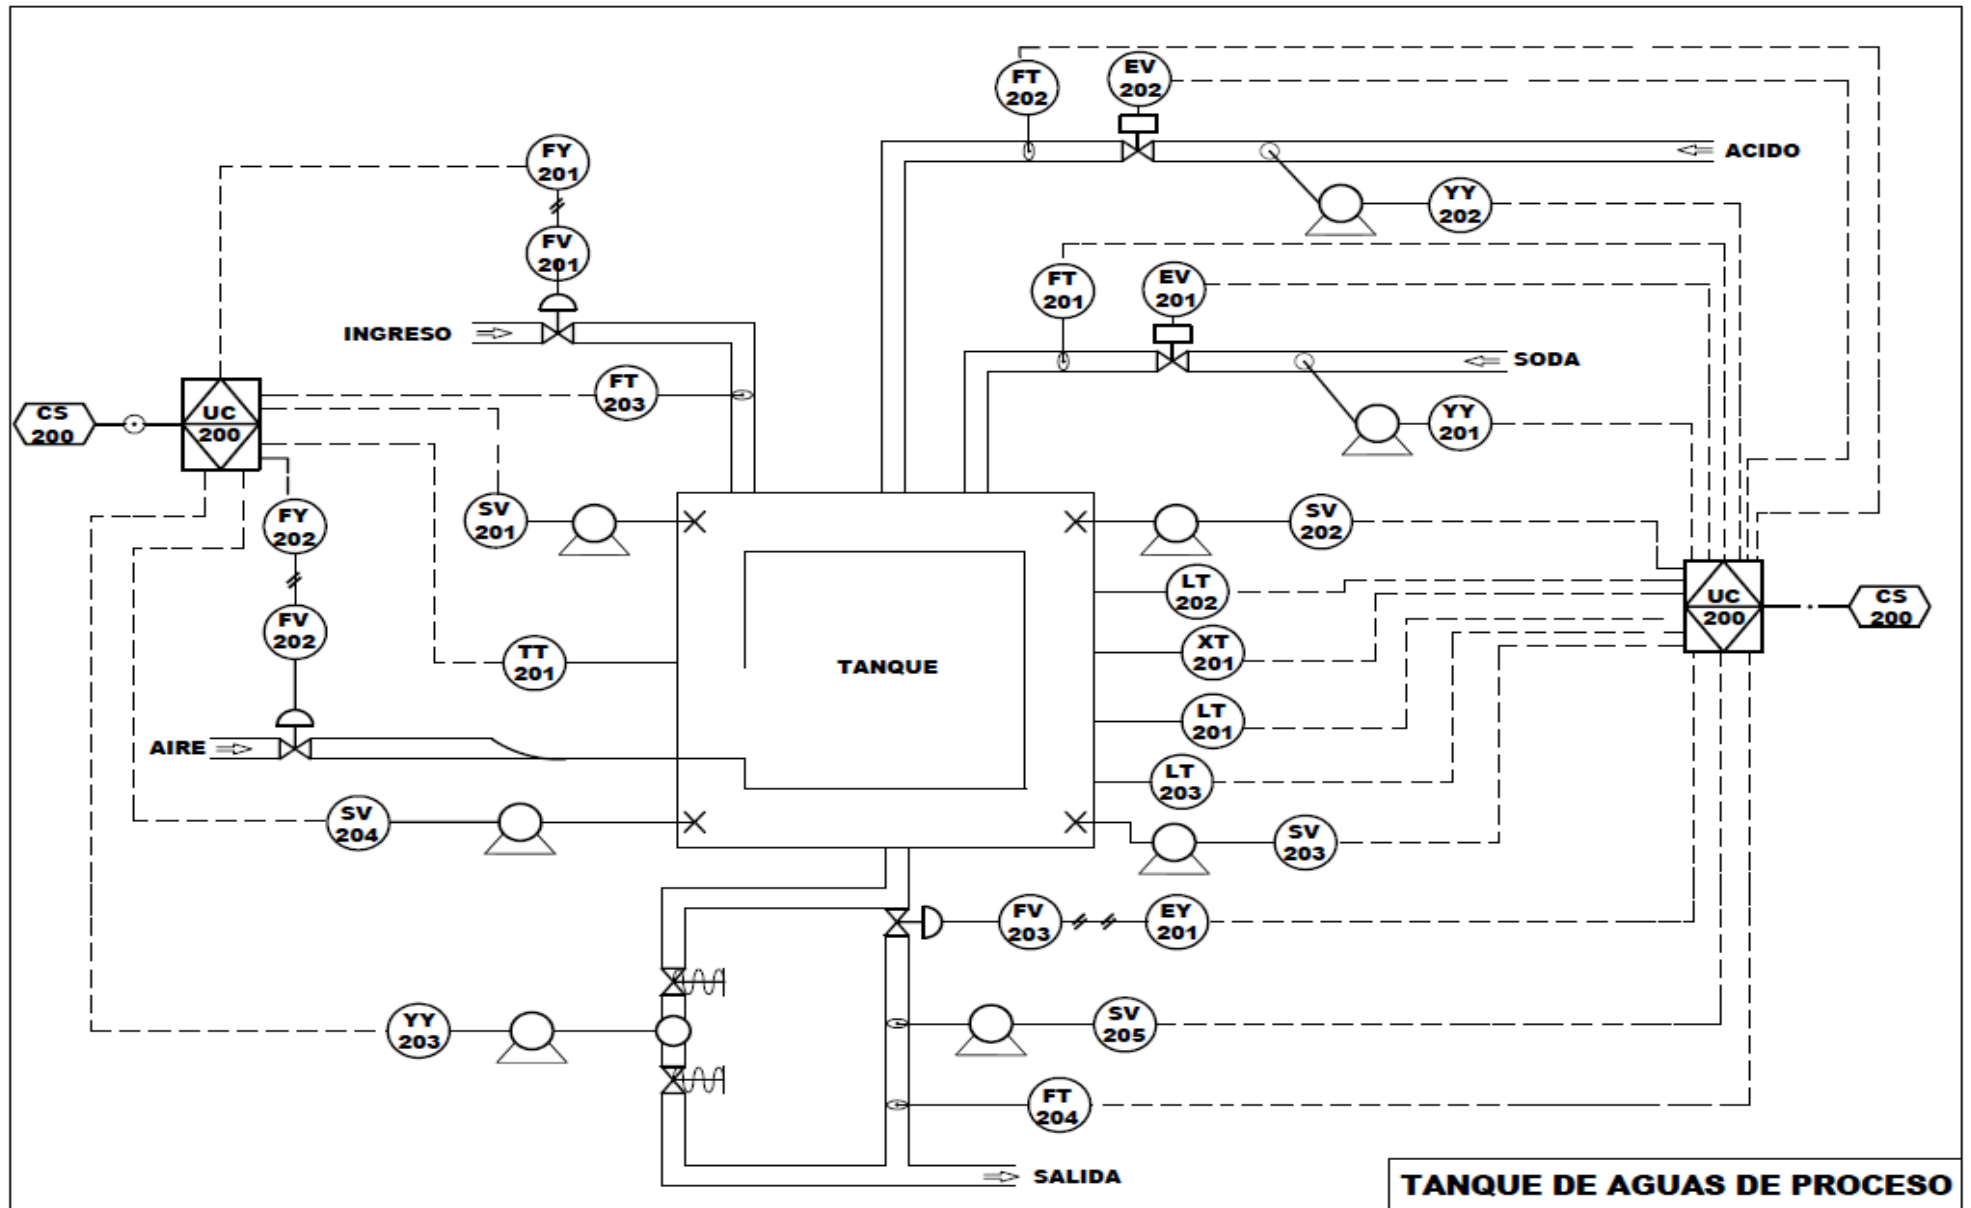 FT
202
EV
202
ACIDO
FY
201
YY
202
FV
201
FT
201
EV
201
INGRESO
SODA
FT
203
CS
200
UC
200
YY
201
SV
201
SV
202
FY
202
LT
202
UC
200
CS
200
FV
202
TT
201
TANQUE
XT
201
LT
201
AIRE
LT
203
SV
204
SV
203
FV
203
EY
201
YY
203
SV
205
FT
204
SALIDA
TANQUE DE AGUAS DE PROCESO